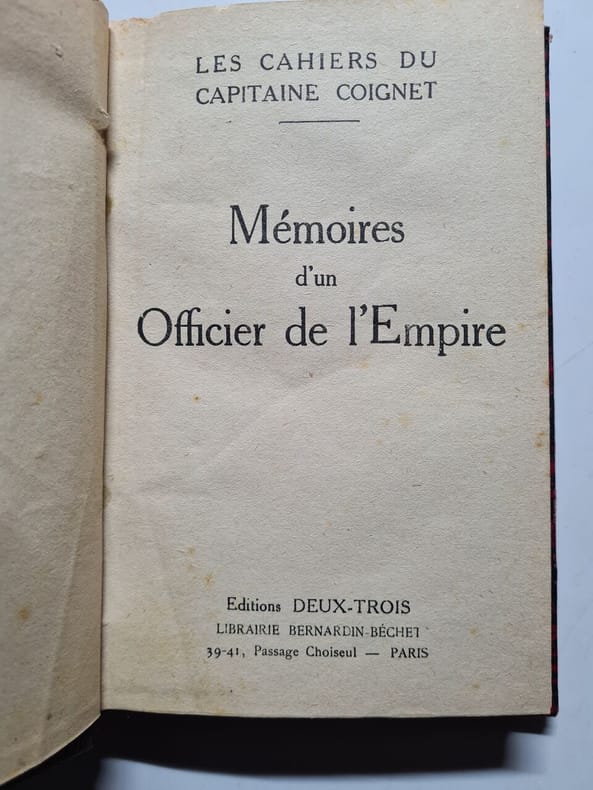 LES CAHIERS DU
CAPITAINE COIGNET
Mémoires
d'un
Officier de l'Empire
Editions DEUX-TROIS
LIBRAIRIE BERNARDIN-BÉCHET
39-41, Passage Choiseul — PARIS